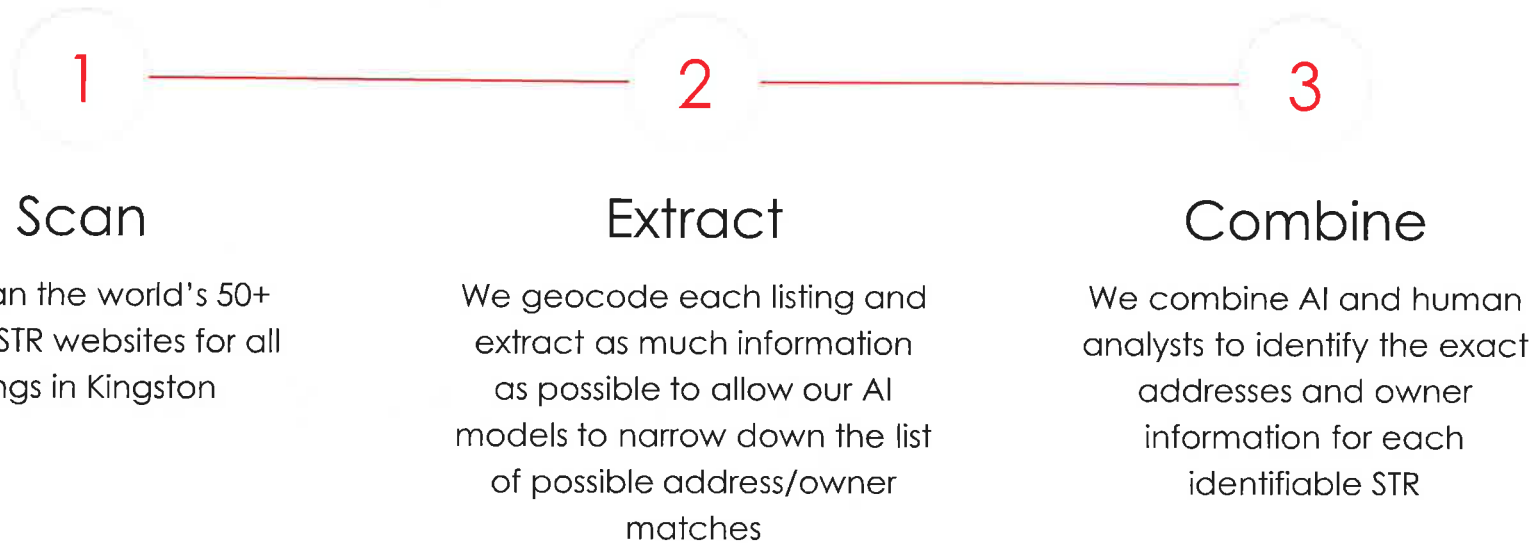 1
2
3
Scan
an the world's 50+
STR websites for all
ngs in Kingston
Extract
We geocode each listing and
extract as much information
as possible to allow our AI
models to narrow down the list
of possible address/owner
matches
Combine
We combine AI and human
analysts to identify the exact
addresses and owner
information for each
identifiable STR